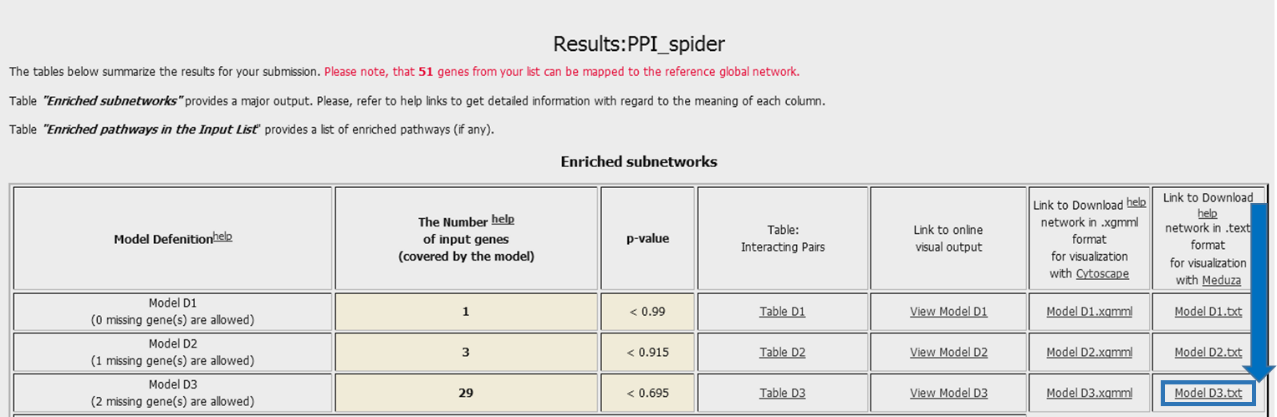 Results:PPI_spider
The tables below summarize the results for your submission. Please note, that 51 genes from your list can be mapped to the reference global network.
Table "Enriched subnetworks" provides a major output. Please, refer to help links to get detailed information with regard to the meaning of each column.
Table "Enriched pathways in the Input List" provides a list of enriched pathways (if any).
Enriched subnetworks
Model Defenition help
The Number help
of input genes
(covered by the model)
p-value
Table:
Interacting Pairs
Link to online
visual output
Link to Download help
network in .xgmml
format
for visualization
with Cytoscape
Link to Download
help
network in .text
format
for visualization
with Meduza
Model D1
(0 missing gene(s) are allowed)
1
< 0.99
Table D1
View Model D1
Model D1.xgmml
Model D1.txt
Model D2
(1 missing gene(s) are allowed)
3
< 0.915
Table D2
View Model D2
Model D2.xgmml
Model D2.txt
Model D3
(2 missing gene(s) are allowed)
29
< 0.695
Table D3
View Model D3
Model D3.xgmml
Model D3.txt